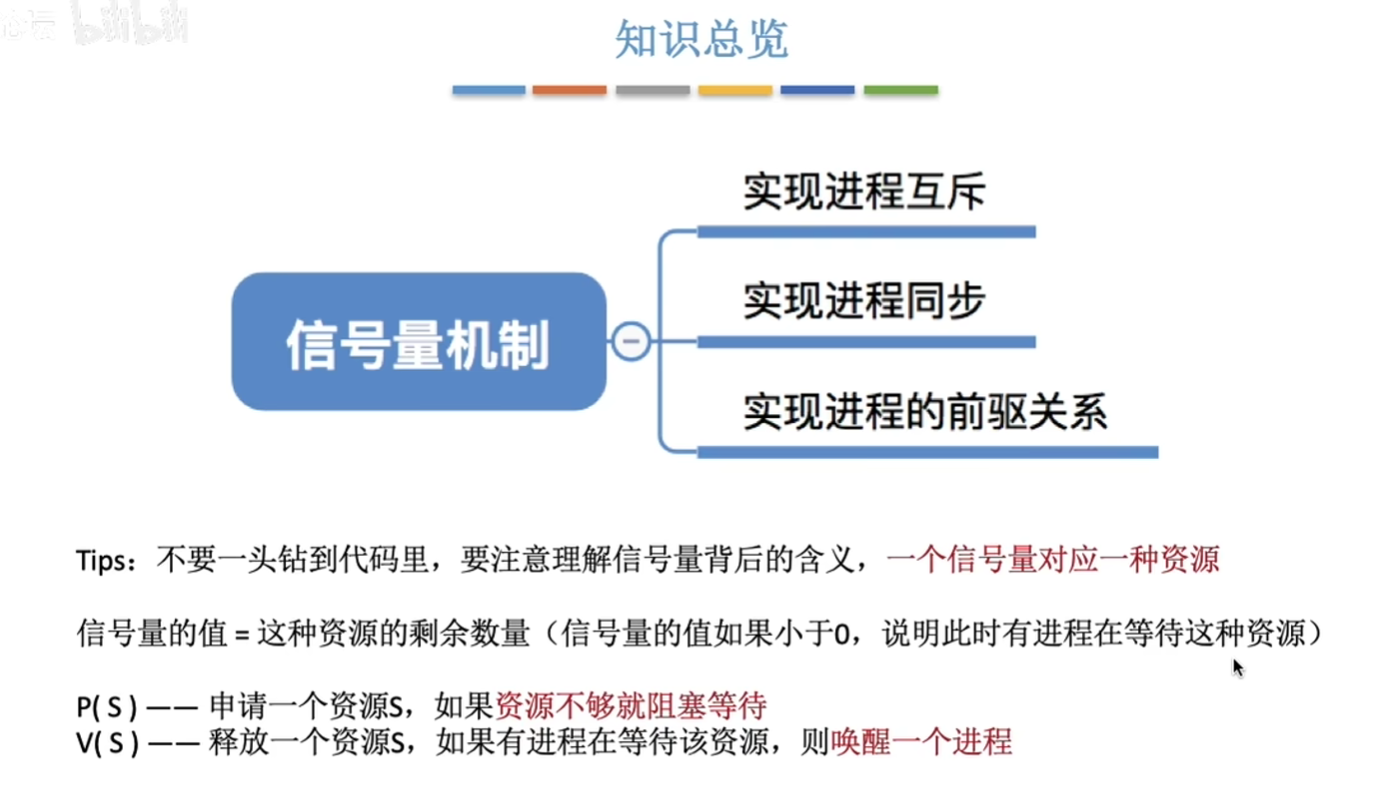 bilibili
知识总览
实现进程互斥
实现进程同步
信号量机制
实现进程的前驱关系
Tips：不要一头钻到代码里，要注意理解信号量背后的含义，一个信号量对应一种资源
信号量的值 = 这种资源的剩余数量（信号量的值如果小于0，说明此时有进程在等待这种资源）
P( S ) —— 申请一个资源S，如果资源不够就阻塞等待
V( S ) —— 释放一个资源S，如果有进程在等待该资源，则唤醒一个进程